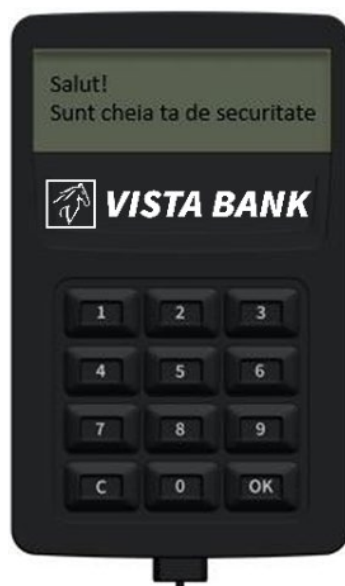 Salut!
Sunt cheia ta de securitate
VISTA BANK
1 2 3
4 5 6
7 8 9
C 0 OK